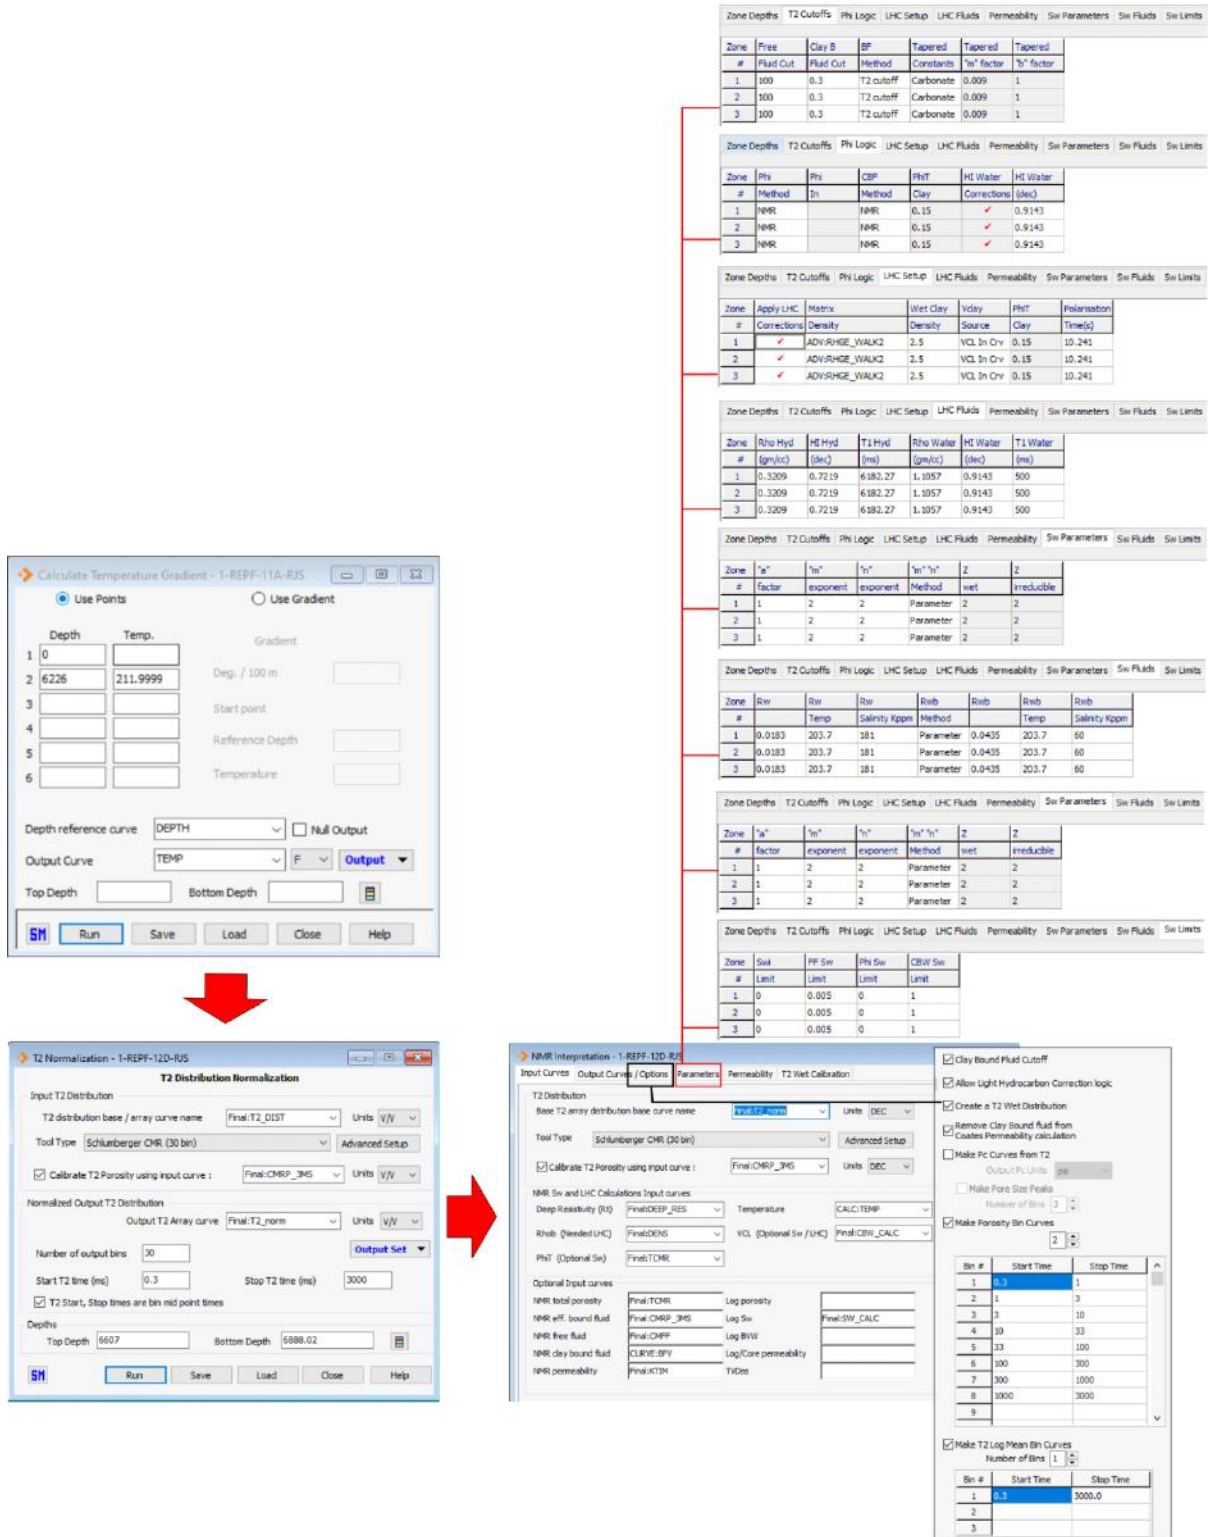 Zone Depths T2 Cutoffs Phi Logic LHC Setup LHC Fluids Permeability Sw Parameters Sw Fluids Sw Limits
Zone Free Clay B BF Tapered Tapered Tapered
# Fluid Cut Fluid Cut Method Constants "m" factor "b" factor
1 100 0.3 T2 cutoff Carbonate 0.009 1
2 100 0.3 T2 cutoff Carbonate 0.009 1
3 100 0.3 T2 cutoff Carbonate 0.009 1
Zone Depths T2 Cutoffs Phi Logic LHC Setup LHC Fluids Permeability Sw Parameters Sw Fluids Sw Limits
Zone Phi Phi CBF PhiT HI Water HI Water
# Method In Method Clay Corrections (dec)
1 NMR NMR 0.15 ✓ 0.9143
2 NMR NMR 0.15 ✓ 0.9143
3 NMR NMR 0.15 ✓ 0.9143
Zone Depths T2 Cutoffs Phi Logic LHC Setup LHC Fluids Permeability Sw Parameters Sw Fluids Sw Limits
Zone Apply LHC Matrix Wet Clay Vclay PhiT Polarisation
# Corrections Density Density Source Clay Time(s)
1 ✓ ADV:RHGE_WALK2 2.5 VCL In Crv 0.15 10.241
2 ✓ ADV:RHGE_WALK2 2.5 VCL In Crv 0.15 10.241
3 ✓ ADV:RHGE_WALK2 2.5 VCL In Crv 0.15 10.241
Zone Depths T2 Cutoffs Phi Logic LHC Setup LHC Fluids Permeability Sw Parameters Sw Fluids Sw Limits
Zone Rho Hyd HI Hyd T1 Hyd Rho Water HI Water T1 Water
# (gm/cc) (dec) (ms) (gm/cc) (dec) (ms)
1 0.3209 0.7219 6182.27 1.1057 0.9143 500
2 0.3209 0.7219 6182.27 1.1057 0.9143 500
3 0.3209 0.7219 6182.27 1.1057 0.9143 500
Zone Depths T2 Cutoffs Phi Logic LHC Setup LHC Fluids Permeability Sw Parameters Sw Fluids Sw Limits
Zone "a" "m" "n" "m" "n" Z Z
# factor exponent exponent Method wet irreducible
1 1 2 2 Parameter 2 2
2 1 2 2 Parameter 2 2
3 1 2 2 Parameter 2 2
Zone Depths T2 Cutoffs Phi Logic LHC Setup LHC Fluids Permeability Sw Parameters Sw Fluids Sw Limits
Zone Rw Rw Rw Rwb Rwb Rwb Rwb
# Temp Salinity Kppm Method Temp Salinity Kppm
1 0.0183 203.7 181 Parameter 0.0435 203.7 60
2 0.0183 203.7 181 Parameter 0.0435 203.7 60
3 0.0183 203.7 181 Parameter 0.0435 203.7 60
Zone Depths T2 Cutoffs Phi Logic LHC Setup LHC Fluids Permeability Sw Parameters Sw Fluids Sw Limits
Zone "a" "m" "n" "m" "n" Z Z
# factor exponent exponent Method wet irreducible
1 1 2 2 Parameter 2 2
2 1 2 2 Parameter 2 2
3 1 2 2 Parameter 2 2
Zone Depths T2 Cutoffs Phi Logic LHC Setup LHC Fluids Permeability Sw Parameters Sw Fluids Sw Limits
Zone Swi FF Sw Phi Sw CBW Sw
# Limit Limit Limit Limit
1 0 0.005 0 1
2 0 0.005 0 1
3 0 0.005 0 1
Calculate Temperature Gradient - 1-REPF-11A-RJS
Use Points Use Gradient
Depth Temp. Gradient
1 0
2 6226 211.9999 Deg. / 100 m
3 Start point
4
5 Reference Depth
6 Temperature
Depth reference curve DEPTH Null Output
Output Curve TEMP F Output
Top Depth Bottom Depth
SM Run Save Load Close Help
T2 Normalization - 1-REPF-12D-RJS
T2 Distribution Normalization
Input T2 Distribution
T2 distribution base / array curve name Final:T2_DIST Units V/V
Tool Type Schlumberger CMR (30 bin) Advanced Setup
Calibrate T2 Porosity using input curve : Final:CMRP_3MS Units V/V
Normalized Output T2 Distribution
Output T2 Array curve Final:T2_norm Units V/V
Number of output bins 30 Output Set
Start T2 time (ms) 0.3 Stop T2 time (ms) 3000
T2 Start, Stop times are bin mid point times
Depths
Top Depth 6607 Bottom Depth 6888.02
SM Run Save Load Close Help
NMR Interpretation - 1-REPF-12D-RJS
Input Curves Output Curves / Options Parameters Permeability T2 Wet Calibration
T2 Distribution
Base T2 array distribution base curve name Final:T2_norm Units DEC
Tool Type Schlumberger CMR (30 bin) Advanced Setup
Calibrate T2 Porosity using input curve : Final:CMRP_3MS Units DEC
NMR Sw and LHC Calculations Input curves
Deep Resistivity (Rt) Final:DEEP_RES Temperature CALC:TEMP
Rhob (Needed LHC) Final:DENS VCL (Optional Sw / LHC) Final:CBW_CALC
PhiT (Optional Sw) Final:TCMR
Optional Input curves
NMR total porosity Final:TCMR Log porosity
NMR eff. bound fluid Final:CMRP_3MS Log Sw Final:SW_CALC
NMR free fluid Final:CMFF Log BVW
NMR clay bound fluid CURVE:BFV Log/Core permeability
NMR permeability Final:KTIM TVDss
Clay Bound Fluid Cutoff
Allow Light Hydrocarbon Correction logic
Create a T2 Wet Distribution
Remove Clay Bound fluid from
Coates Permeability calculation
Make Pc Curves from T2
Output Pc Units psi
Make Pore Size Peaks
Number of Bins 3
Make Porosity Bin Curves
2
Bin # Start Time Stop Time
1 0.3 1
2 1 3
3 3 10
4 10 33
5 33 100
6 100 300
7 300 1000
8 1000 3000
9
Make T2 Log Mean Bin Curves
Number of Bins 1
Bin # Start Time Stop Time
1 0.3 3000.0
2
3